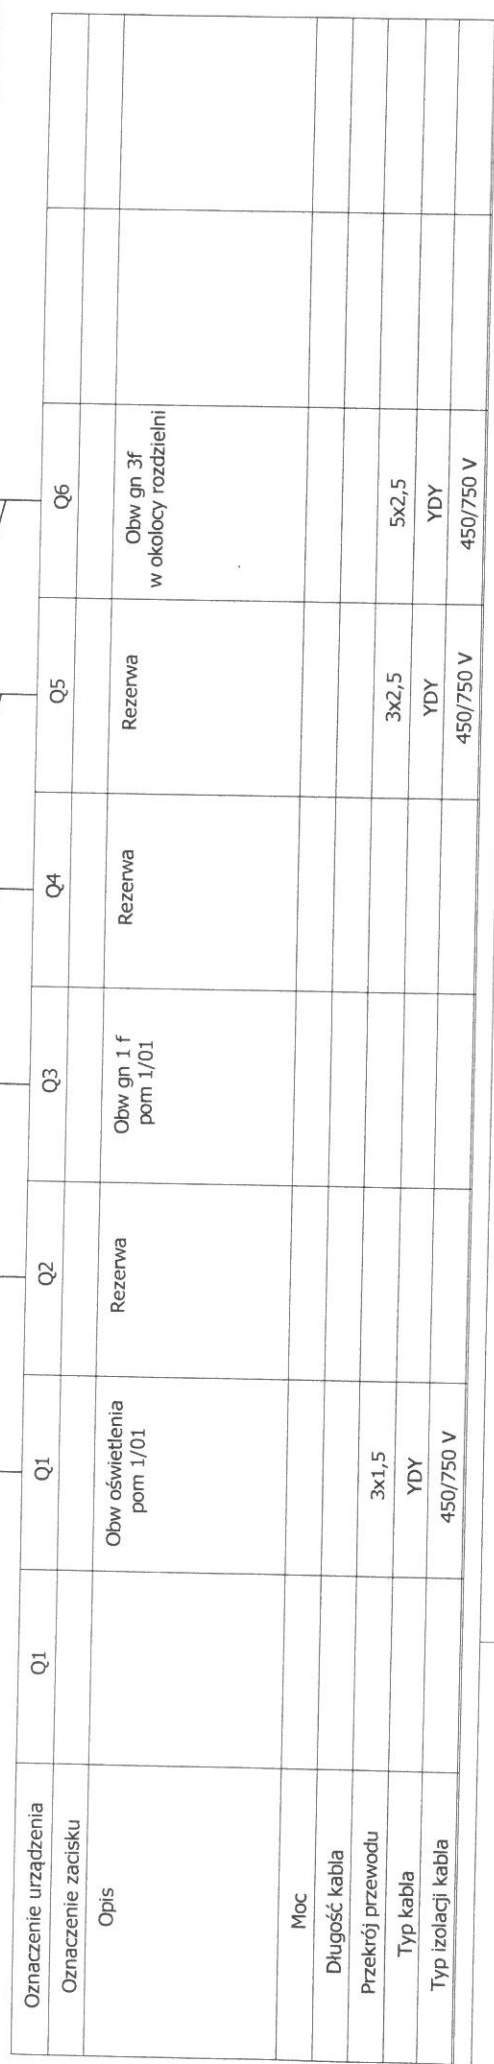 Oznaczenie urządzenia Q1 Q1 Q2 Q3 Q4 Q5 Q6
Oznaczenie zacisku
Opis
Obw oświetlenia
pom 1/01
Rezerwa
Obw gn 1 f
pom 1/01
Rezerwa
Rezerwa
Obw gn 3f
w okolocy rozdzielni
Moc
Długość kabla
Przekrój przewodu 3x1,5 3x2,5 5x2,5
Typ kabla YDY YDY YDY
Typ izolacji kabla 450/750 V 450/750 V 450/750 V